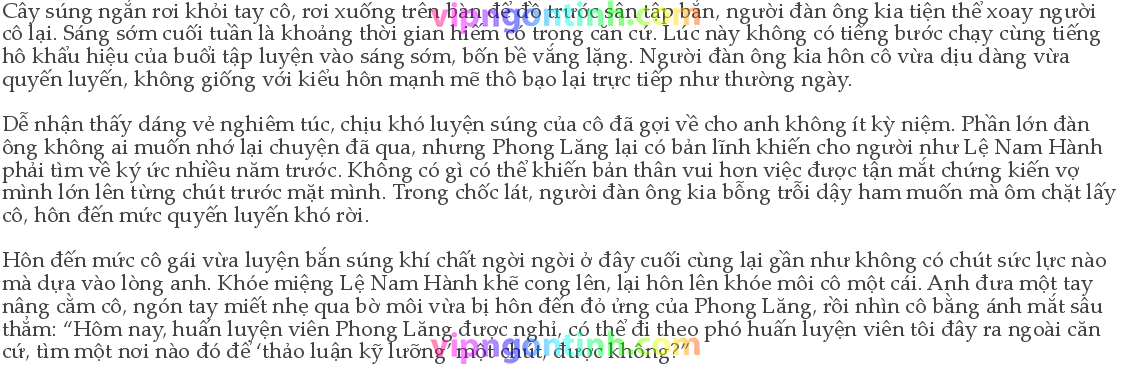 Cây súng ngắn rơi khỏi tay cô, rơi xuống trên bàn để đồ trước sân tập bắn, người đàn ông kia tiện thể xoay người
cô lại. Sáng sớm cuối tuần là khoảng thời gian hiếm có trong căn cứ. Lúc này không có tiếng bước chạy cùng tiếng
hô khẩu hiệu của buổi tập luyện vào sáng sớm, bốn bề vắng lặng. Người đàn ông kia hôn cô vừa dịu dàng vừa
quyến luyến, không giống với kiểu hôn mạnh mẽ thô bạo lại trực tiếp như thường ngày.
Dễ nhận thấy dáng vẻ nghiêm túc, chịu khó luyện súng của cô đã gọi về cho anh không ít kỳ niệm. Phần lớn đàn
ông không ai muốn nhớ lại chuyện đã qua, nhưng Phong Lăng lại có bản lĩnh khiến cho người như Lệ Nam Hành
phải tìm về ký ức nhiều năm trước. Không có gì có thể khiến bản thân vui hơn việc được tận mắt chứng kiến vợ
mình lớn lên từng chút trước mặt mình. Trong chốc lát, người đàn ông kia bỗng trỗi dậy ham muốn mà ôm chặt lấy
cô, hôn đến mức quyến luyến khó rời.
Hôn đến mức cô gái vừa luyện bắn súng khí chất ngời ngời ở đây cuối cùng lại gần như không có chút sức lực nào
mà dựa vào lòng anh. Khóe miệng Lệ Nam Hành khẽ cong lên, lại hôn lên khóe môi cô một cái. Anh đưa một tay
nâng cằm cô, ngón tay miết nhẹ qua bờ môi vừa bị hôn đến đỏ ửng của Phong Lăng, rồi nhìn cô bằng ánh mắt sâu
thẳm: “Hôm nay, huấn luyện viên Phong Lăng được nghỉ, có thể đi theo phó huấn luyện viên tôi đây ra ngoài căn
cứ, tìm một nơi nào đó để ‘thảo luận kỹ lưỡng’ một chút, được không?”
vipngontinh.com
vipngontinh.com